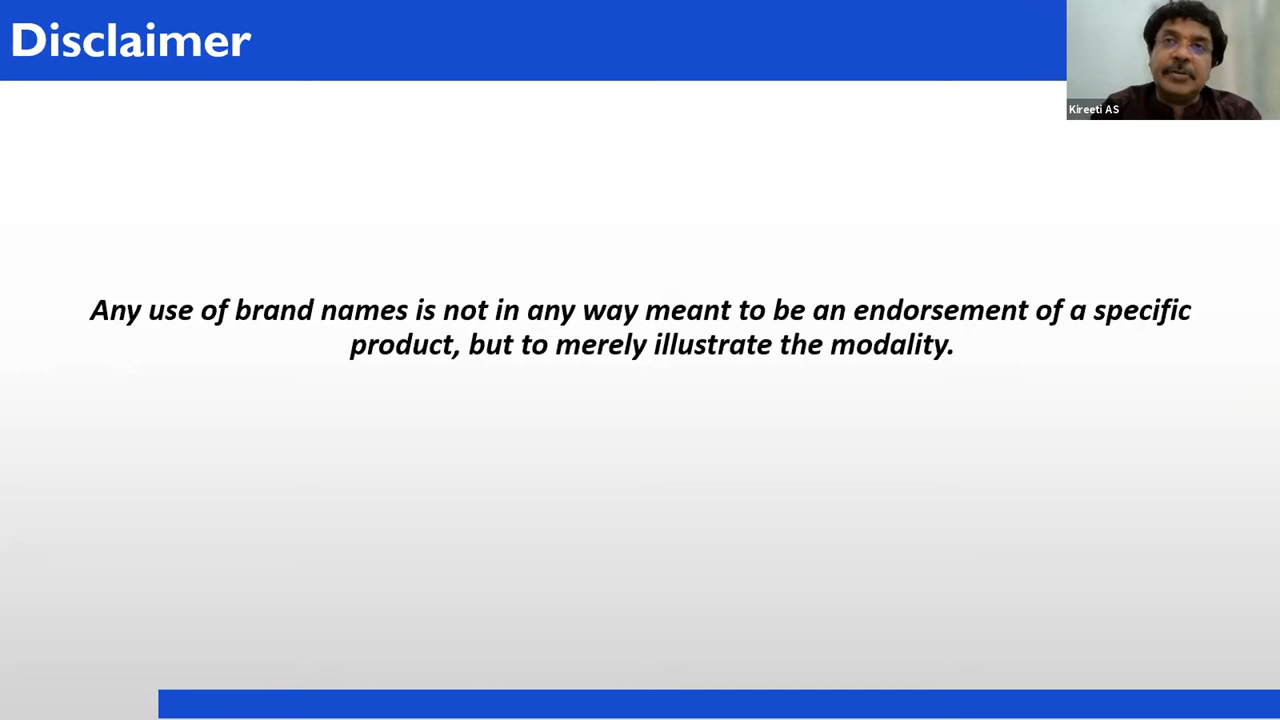 Disclaimer
Kireeti AS
Any use of brand names is not in any way meant to be an endorsement of a specific
product, but to merely illustrate the modality.